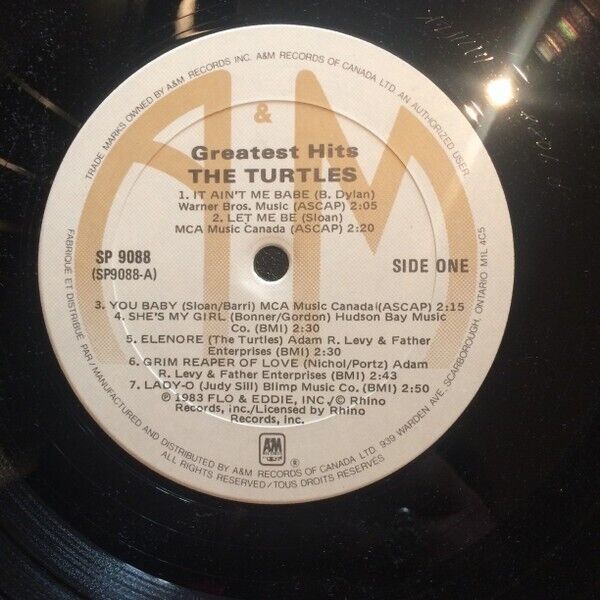 TRADE MARKS OWNED BY A&M RECORDS INC. A&M RECORDS OF CANADA LTD. AN AUTHORIZED USER.
A&M
Greatest Hits
THE TURTLES
1. IT AIN'T ME BABE (B. Dylan)
Warner Bros. Music (ASCAP) 2:05
2. LET ME BE (Sloan)
MCA Music Canada (ASCAP) 2:20
SP 9088
(SP9088-A)
SIDE ONE
3. YOU BABY (Sloan/Barri) MCA Music Canada (ASCAP) 2:15
4. SHE'S MY GIRL (Bonner/Gordon) Hudson Bay Music
Co. (BMI) 2:30
5. ELENORE (The Turtles) Adam R. Levy & Father
Enterprises (BMI) 2:30
6. GRIM REAPER OF LOVE (Nichol/Portz) Adam
R. Levy & Father Enterprises (BMI) 2:43
7. LADY-O (Judy Sill) Blimp Music Co. (BMI) 2:50
℗ 1983 FLO & EDDIE, INC./© Rhino
Records, inc./Licensed by Rhino
Records, inc.
A&M
RECORDS
®
FABRIQUÉ ET DISTRIBUÉ PAR/MANUFACTURED AND DISTRIBUTED BY A&M RECORDS OF CANADA LTD. 939 WARDEN AVE, SCARBOROUGH, ONTARIO M1L 4C5
ALL RIGHTS RESERVED/TOUS DROITS RESERVÉS